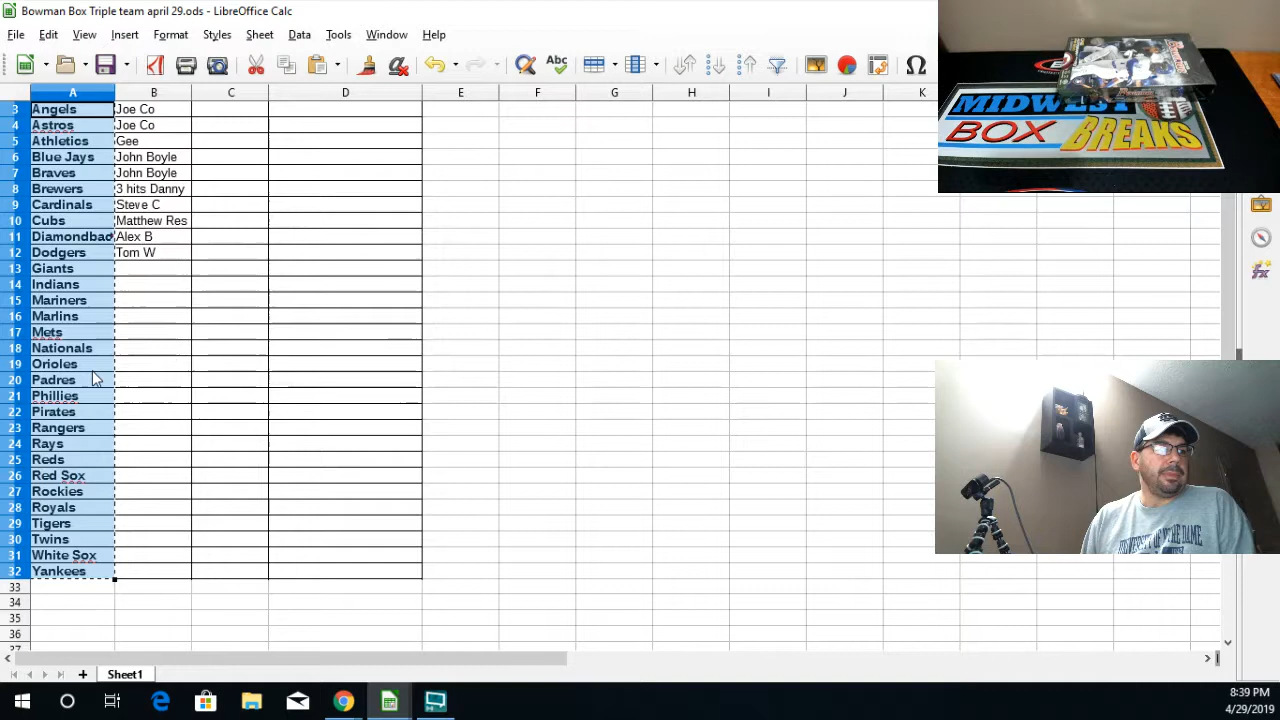 Bowman Box Triple team april 29.ods - LibreOffice Calc
File Edit View Insert Format Styles Sheet Data Tools Window Help
A B C D E F G H I J K
3 Angels Joe Co
4 Astros Joe Co
5 Athletics Gee
6 Blue Jays John Boyle
7 Braves John Boyle
8 Brewers 3 hits Danny
9 Cardinals Steve C
10 Cubs Matthew Res
11 Diamondbac Alex B
12 Dodgers Tom W
13 Giants
14 Indians
15 Mariners
16 Marlins
17 Mets
18 Nationals
19 Orioles
20 Padres
21 Phillies
22 Pirates
23 Rangers
24 Rays
25 Reds
26 Red Sox
27 Rockies
28 Royals
29 Tigers
30 Twins
31 White Sox
32 Yankees
33
34
35
36
Sheet1
8:39 PM
4/29/2019
MIDWEST
BOX BREAKS
UNIVERSITY OF NOTRE DAME